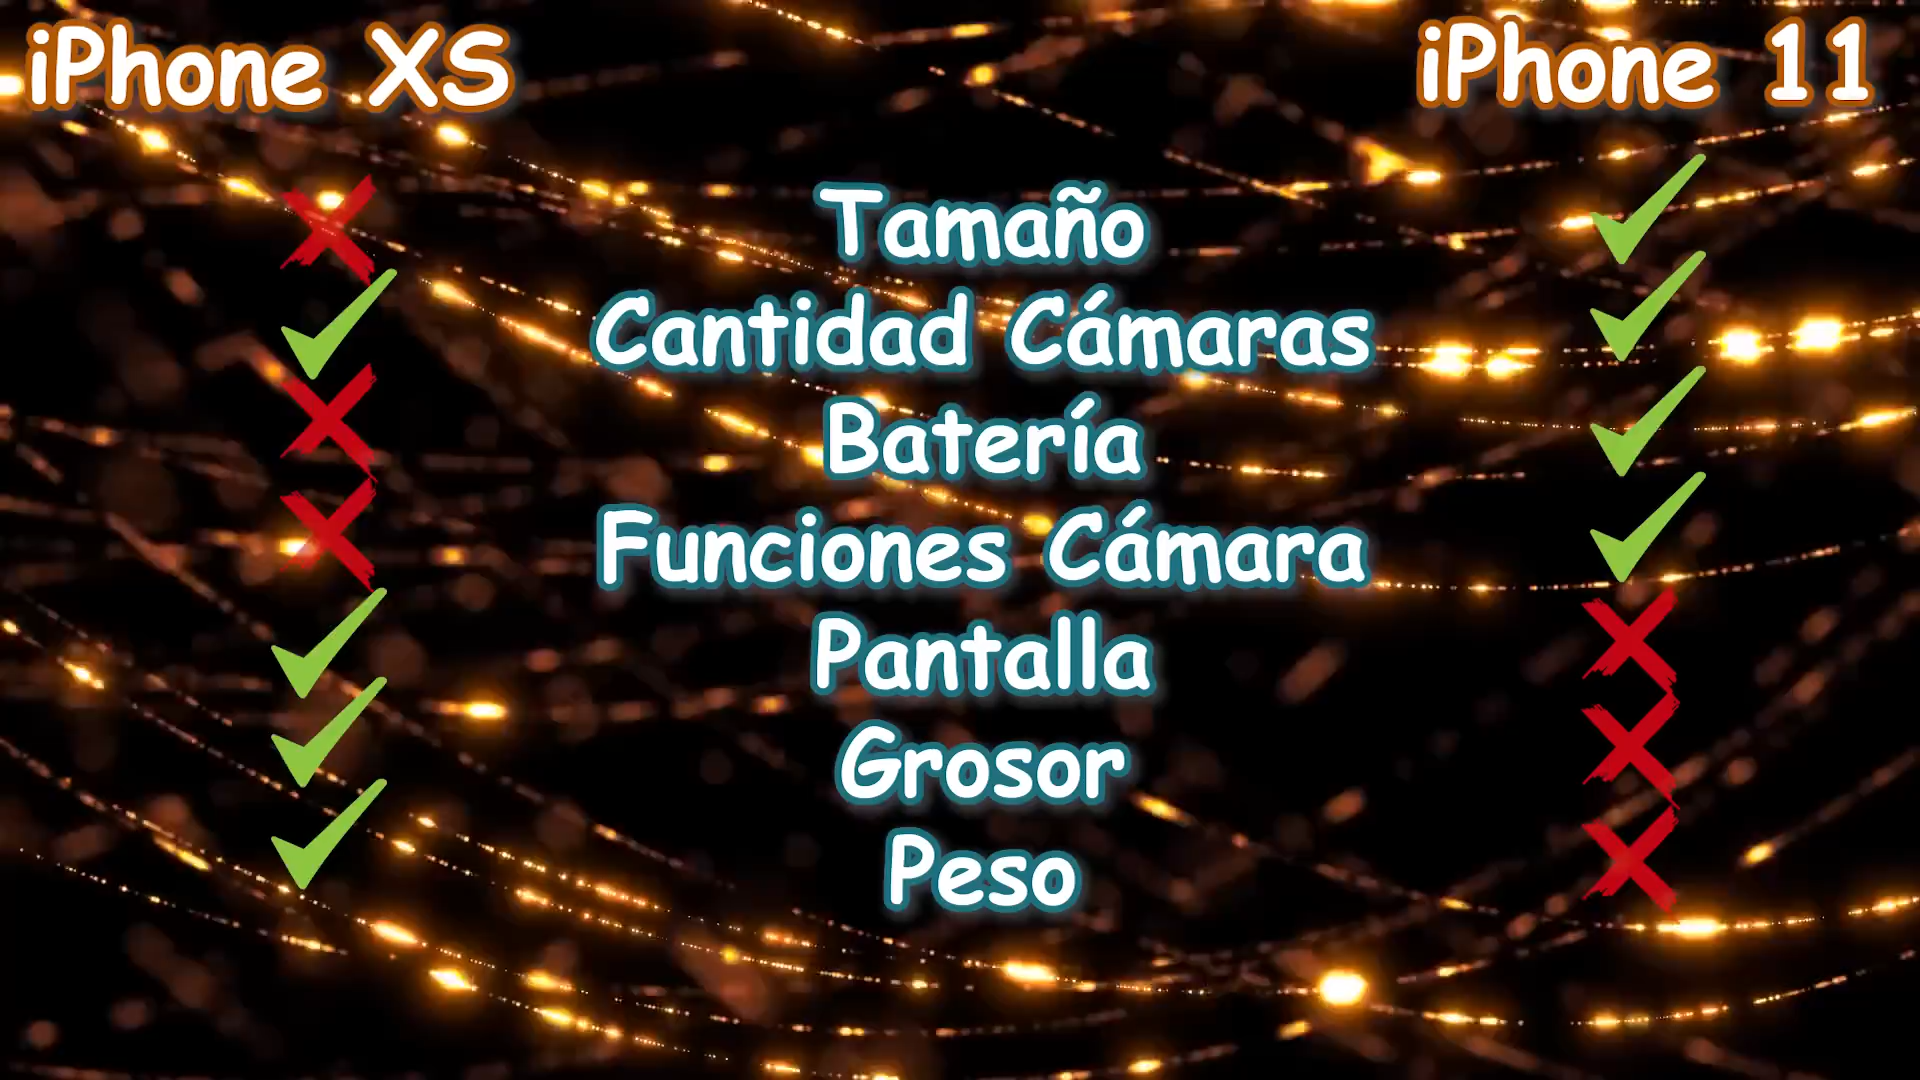 iPhone XS
iPhone 11
Tamaño
Cantidad Cámaras
Batería
Funciones Cámara
Pantalla
Grosor
Peso